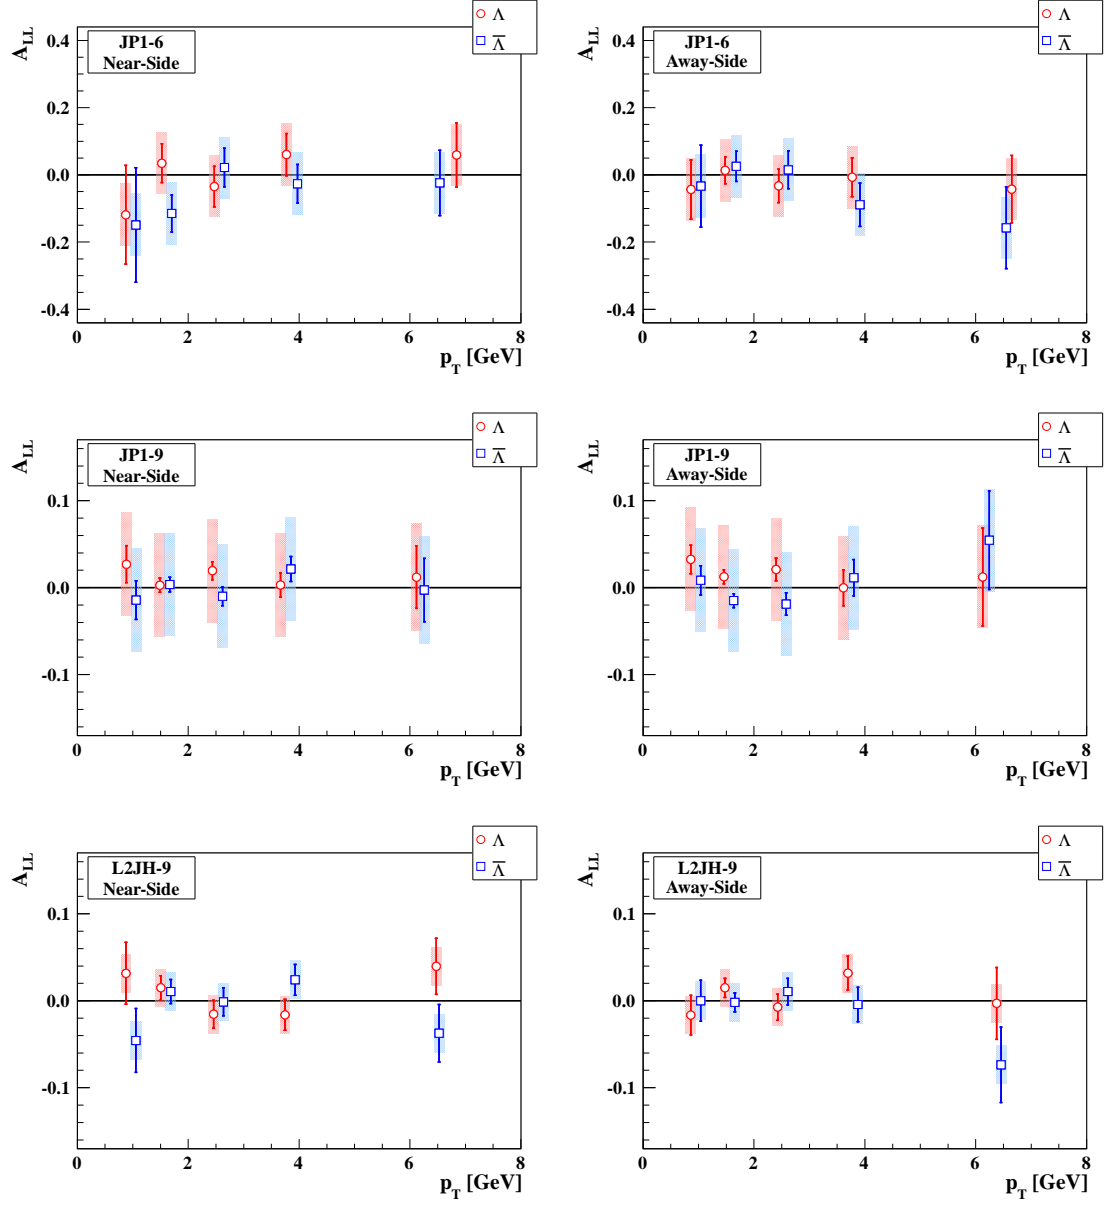 A_LL
JP1-6
Near-Side
Λ
Λ̅
0.4
0.2
0.0
-0.2
-0.4
0 2 4 6 8
p_T [GeV]
A_LL
JP1-6
Away-Side
Λ
Λ̅
0.4
0.2
0.0
-0.2
-0.4
0 2 4 6 8
p_T [GeV]
A_LL
JP1-9
Near-Side
Λ
Λ̅
0.1
0.0
-0.1
0 2 4 6 8
p_T [GeV]
A_LL
JP1-9
Away-Side
Λ
Λ̅
0.1
0.0
-0.1
0 2 4 6 8
p_T [GeV]
A_LL
L2JH-9
Near-Side
Λ
Λ̅
0.1
0.0
-0.1
0 2 4 6 8
p_T [GeV]
A_LL
L2JH-9
Away-Side
Λ
Λ̅
0.1
0.0
-0.1
0 2 4 6 8
p_T [GeV]